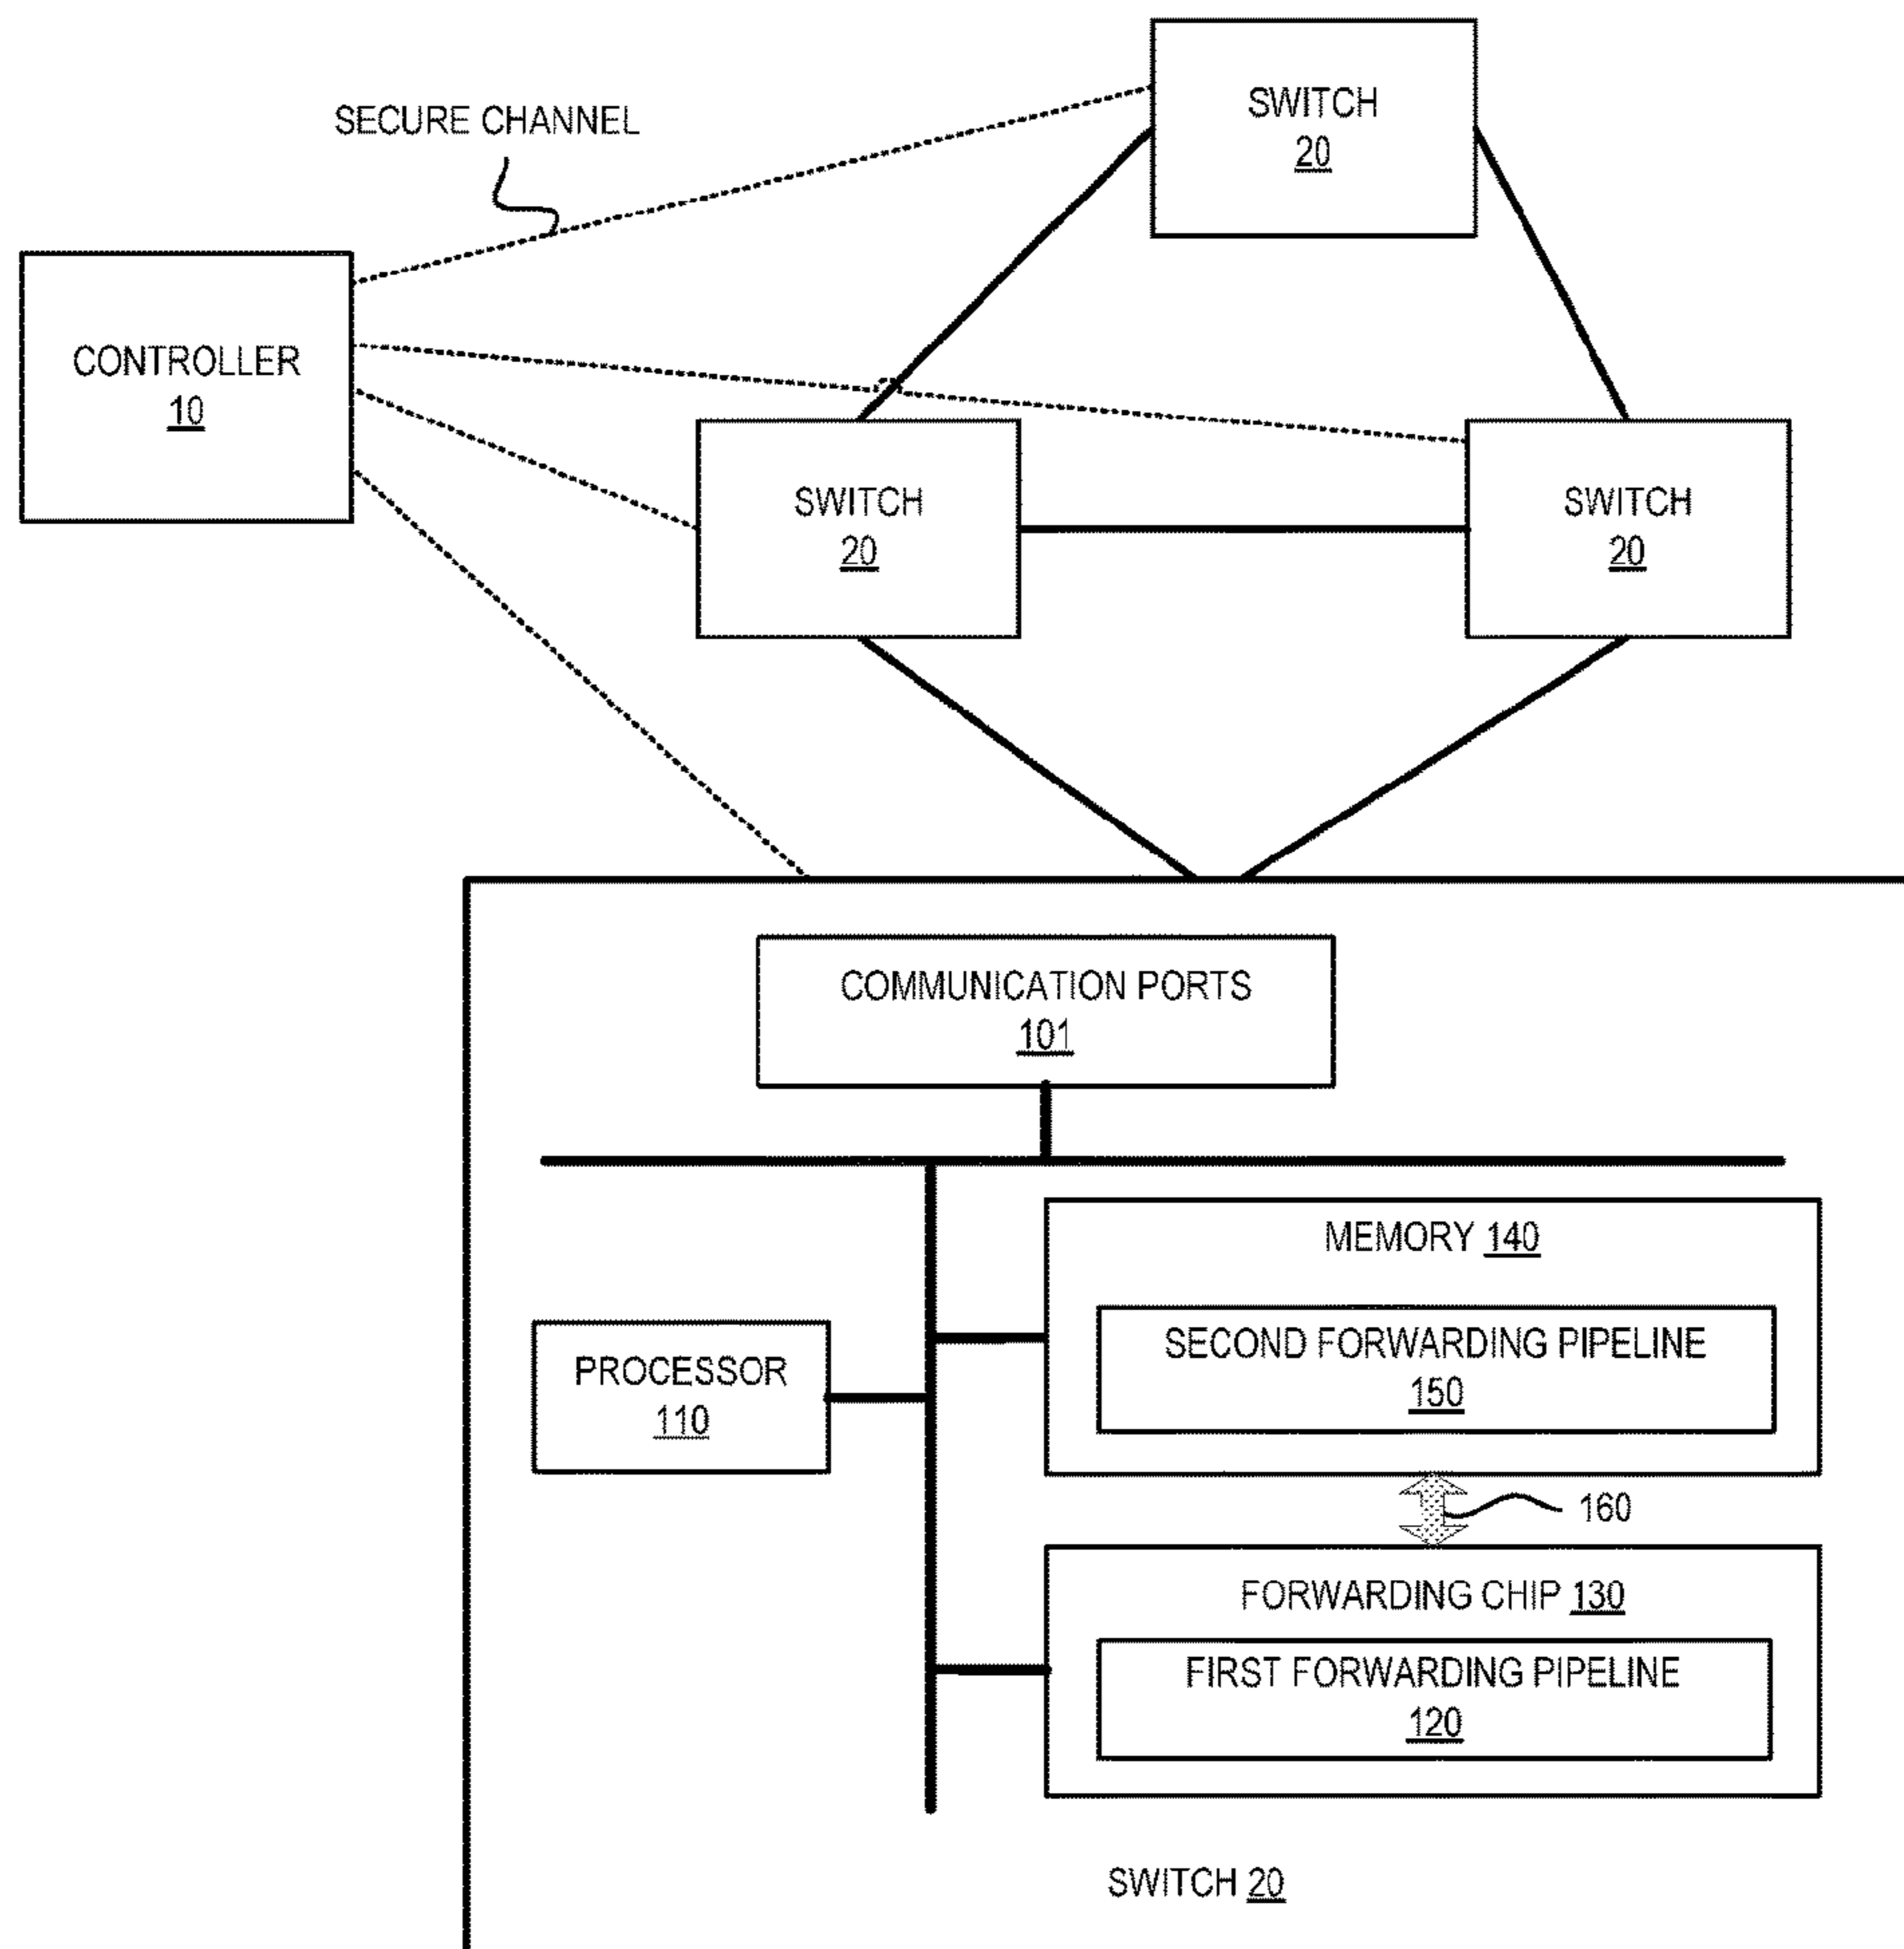 SECURE CHANNEL
SWITCH
20
CONTROLLER
10
SWITCH
20
SWITCH
20
COMMUNICATION PORTS
101
MEMORY 140
SECOND FORWARDING PIPELINE
150
PROCESSOR
110
160
FORWARDING CHIP 130
FIRST FORWARDING PIPELINE
120
SWITCH 20